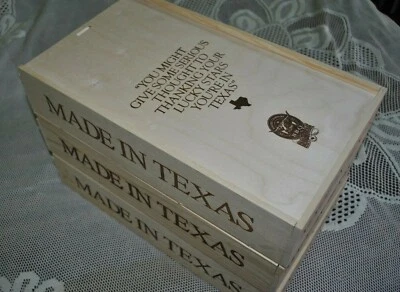 "YOU MIGHT
GIVE SOME SERIOUS
THOUGHT TO
THANKING YOUR
LUCKY STARS
YOU'RE IN
TEXAS"
MADE IN TEXAS
MADE IN TEXAS
MADE IN TEXAS